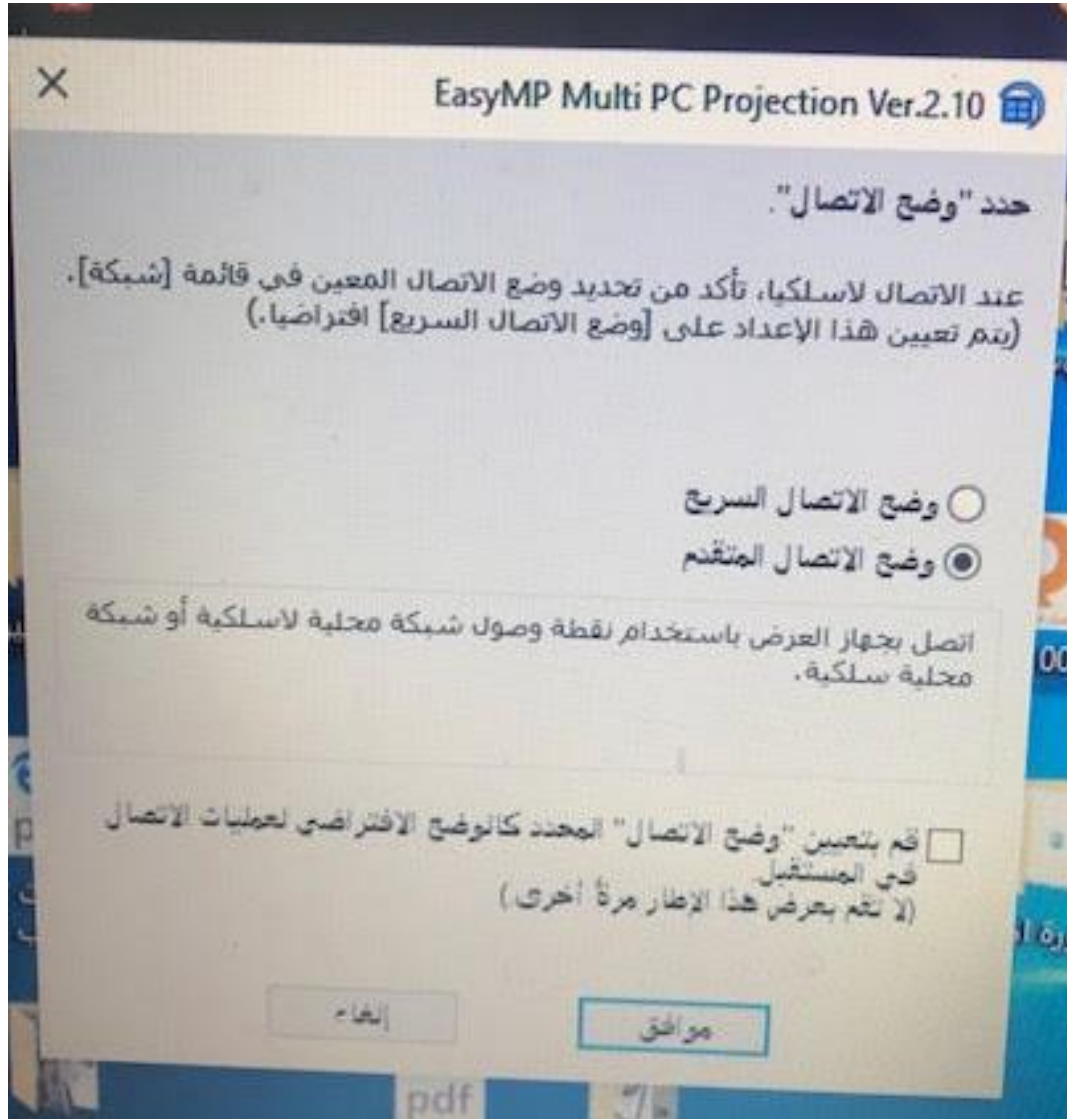 EasyMP Multi PC Projection Ver.2.10
حدد "وضع الاتصال".
عند الاتصال لاسلكيا، تأكد من تحديد وضع الاتصال المعين في قائمة [شبكة].
(يتم تعيين هذا الإعداد على [وضع الاتصال السريع] افتراضيا.)
وضع الاتصال السريع
وضع الاتصال المتقدم
اتصل بجهاز العرض باستخدام نقطة وصول شبكة محلية لاسلكية أو شبكة
محلية سلكية.
قم بتعيين "وضع الاتصال" المحدد كالوضع الافتراضي لعمليات الاتصال
في المستقبل
(لا تقم بعرض هذا الإطار مرة أخرى.)
موافق
إلغاء
00
pdf